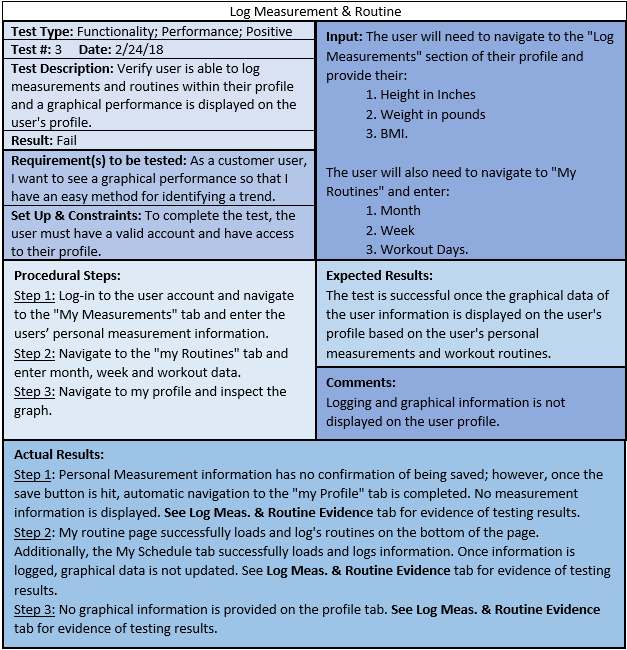 Log Measurement & Routine
Test Type: Functionality; Performance; Positive
Test #: 3 Date: 2/24/18
Test Description: Verify user is able to log
measurements and routines within their profile
and a graphical performance is displayed on the
user's profile.
Result: Fail
Requirement(s) to be tested: As a customer user,
I want to see a graphical performance so that I
have an easy method for identifying a trend.
Set Up & Constraints: To complete the test, the
user must have a valid account and have access
to their profile.
Input: The user will need to navigate to the "Log
Measurements" section of their profile and
provide their:
1. Height in Inches
2. Weight in pounds
3. BMI.
The user will also need to navigate to "My
Routines" and enter:
1. Month
2. Week
3. Workout Days.
Procedural Steps:
Step 1: Log-in to the user account and navigate
to the "My Measurements" tab and enter the
users’ personal measurement information.
Step 2: Navigate to the "my Routines" tab and
enter month, week and workout data.
Step 3: Navigate to my profile and inspect the
graph.
Expected Results:
The test is successful once the graphical data of
the user information is displayed on the user's
profile based on the user's personal
measurements and workout routines.
Comments:
Logging and graphical information is not
displayed on the user profile.
Actual Results:
Step 1: Personal Measurement information has no confirmation of being saved; however, once the
save button is hit, automatic navigation to the "my Profile" tab is completed. No measurement
information is displayed. See Log Meas. & Routine Evidence tab for evidence of testing results.
Step 2: My routine page successfully loads and log's routines on the bottom of the page.
Additionally, the My Schedule tab successfully loads and logs information. Once information is
logged, graphical data is not updated. See Log Meas. & Routine Evidence tab for evidence of testing
results.
Step 3: No graphical information is provided on the profile tab. See Log Meas. & Routine Evidence
tab for evidence of testing results.